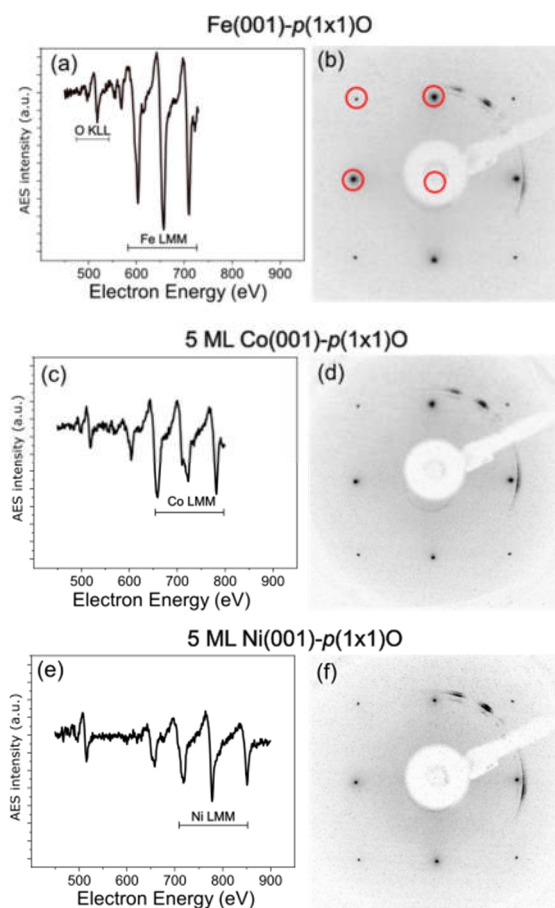 Fe(001)-p(1x1)O
(a)
(b)
AES intensity (a.u.)
O KLL
Fe LMM
500 600 700 800 900
Electron Energy (eV)
5 ML Co(001)-p(1x1)O
(c)
(d)
AES intensity (a.u.)
Co LMM
500 600 700 800 900
Electron Energy (eV)
5 ML Ni(001)-p(1x1)O
(e)
(f)
AES intensity (a.u.)
Ni LMM
500 600 700 800 900
Electron Energy (eV)